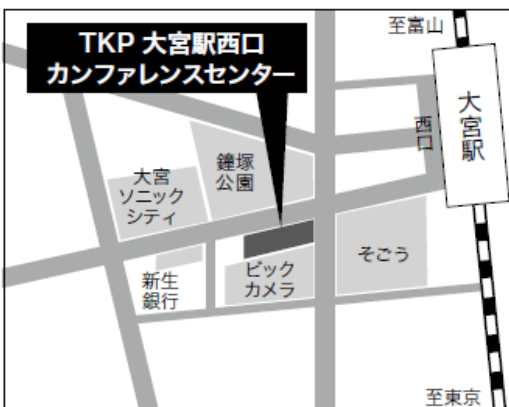 至富山
TKP 大宮駅西口
カンファレンスセンター
大宮駅
西口
鐘塚
公園
大宮
ソニック
シティ
そごう
ビック
カメラ
新生
銀行
至東京